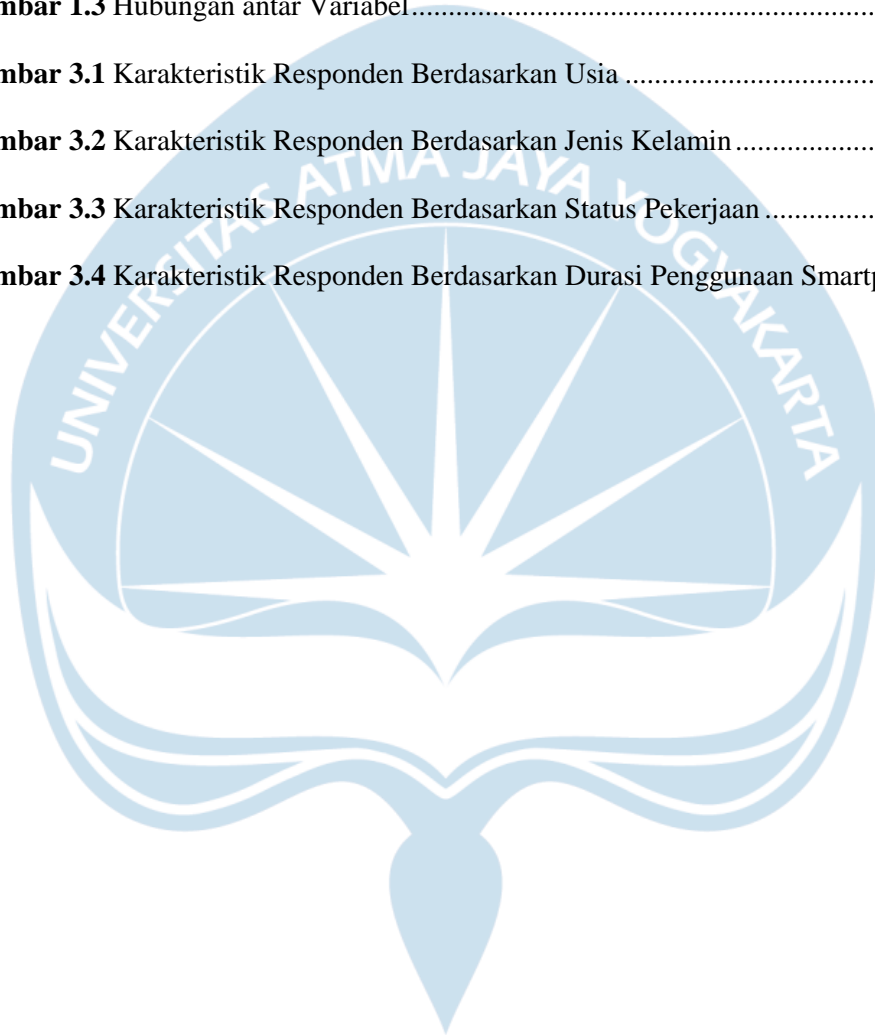 mbar 1.3 Hubungan antar Variabel................................................................
mbar 3.1 Karakteristik Responden Berdasarkan Usia ..................................
mbar 3.2 Karakteristik Responden Berdasarkan Jenis Kelamin...................
mbar 3.3 Karakteristik Responden Berdasarkan Status Pekerjaan ...............
mbar 3.4 Karakteristik Responden Berdasarkan Durasi Penggunaan Smartp
UNIVERSITAS ATMA JAYA YOGYAKARTA